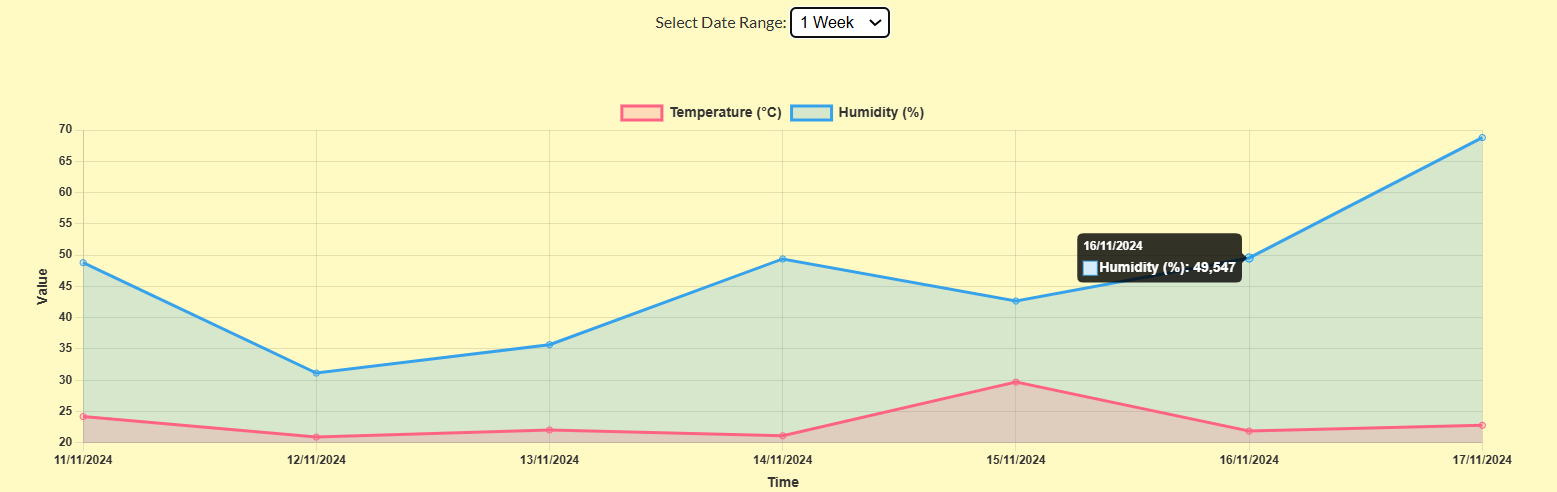 Select Date Range: 1 Week
Temperature (°C) Humidity (%)
70
65
60
55
50
45
40
35
30
25
20
Value
16/11/2024
Humidity (%): 49,547
11/11/2024 12/11/2024 13/11/2024 14/11/2024 15/11/2024 16/11/2024 17/11/2024
Time